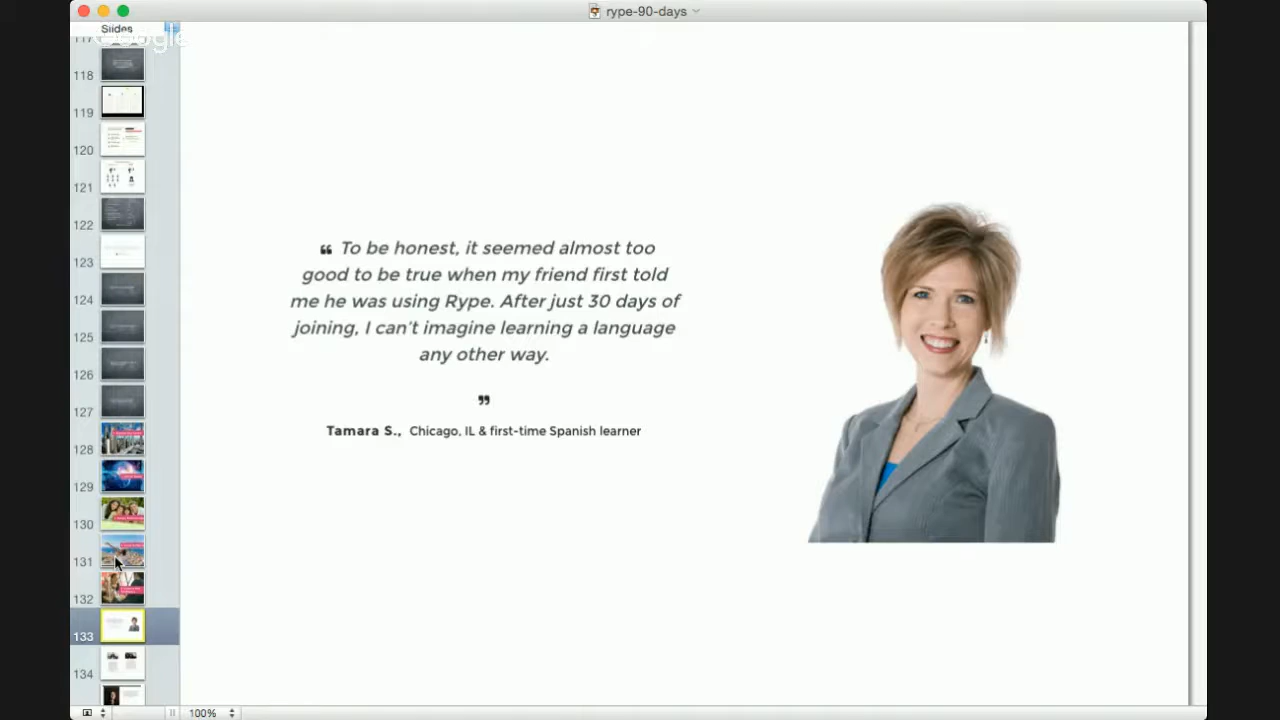 rype-90-days
Slides
Google
117
118
119
120
121
122
123
124
125
126
127
128
129
130
131
132
133
134
❝ To be honest, it seemed almost too
good to be true when my friend first told
me he was using Rype. After just 30 days of
joining, I can't imagine learning a language
any other way.
❞
Tamara S., Chicago, IL & first-time Spanish learner
100%